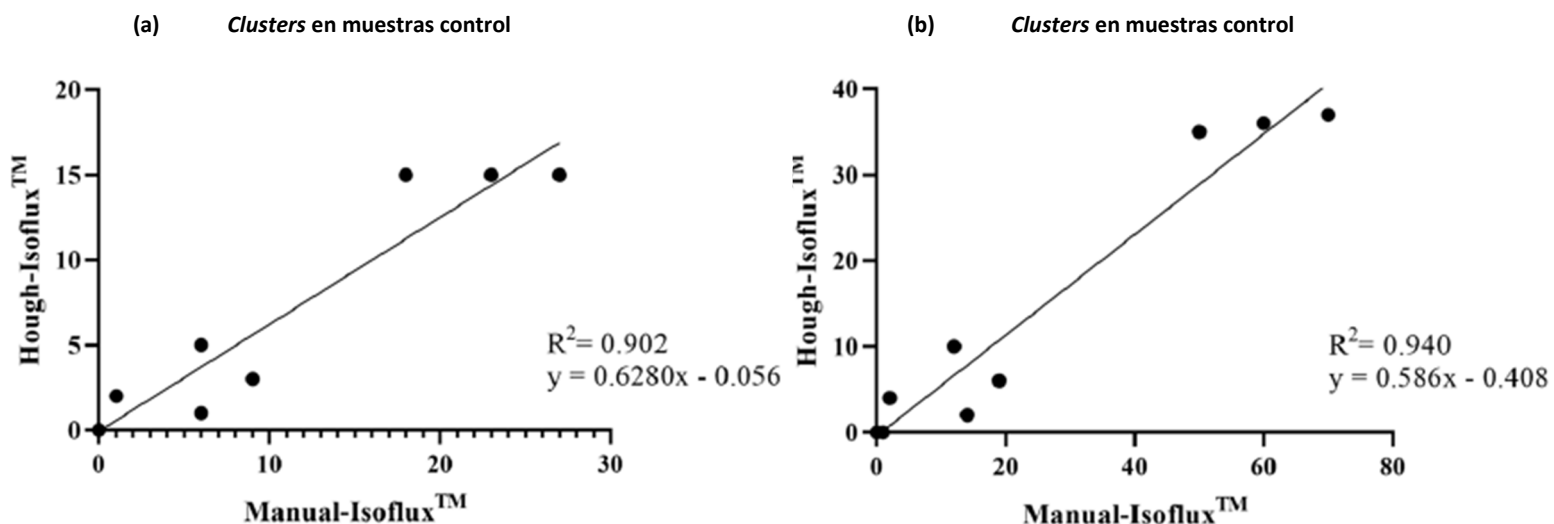 (a) Clusters en muestras control
20
15
10
5
0
0 10 20 30
Hough-Isoflux™
Manual-Isoflux™
R²= 0.902
y = 0.6280x - 0.056
(b) Clusters en muestras control
40
30
20
10
0
0 20 40 60 80
Hough-Isoflux™
Manual-Isoflux™
R²= 0.940
y = 0.586x - 0.408